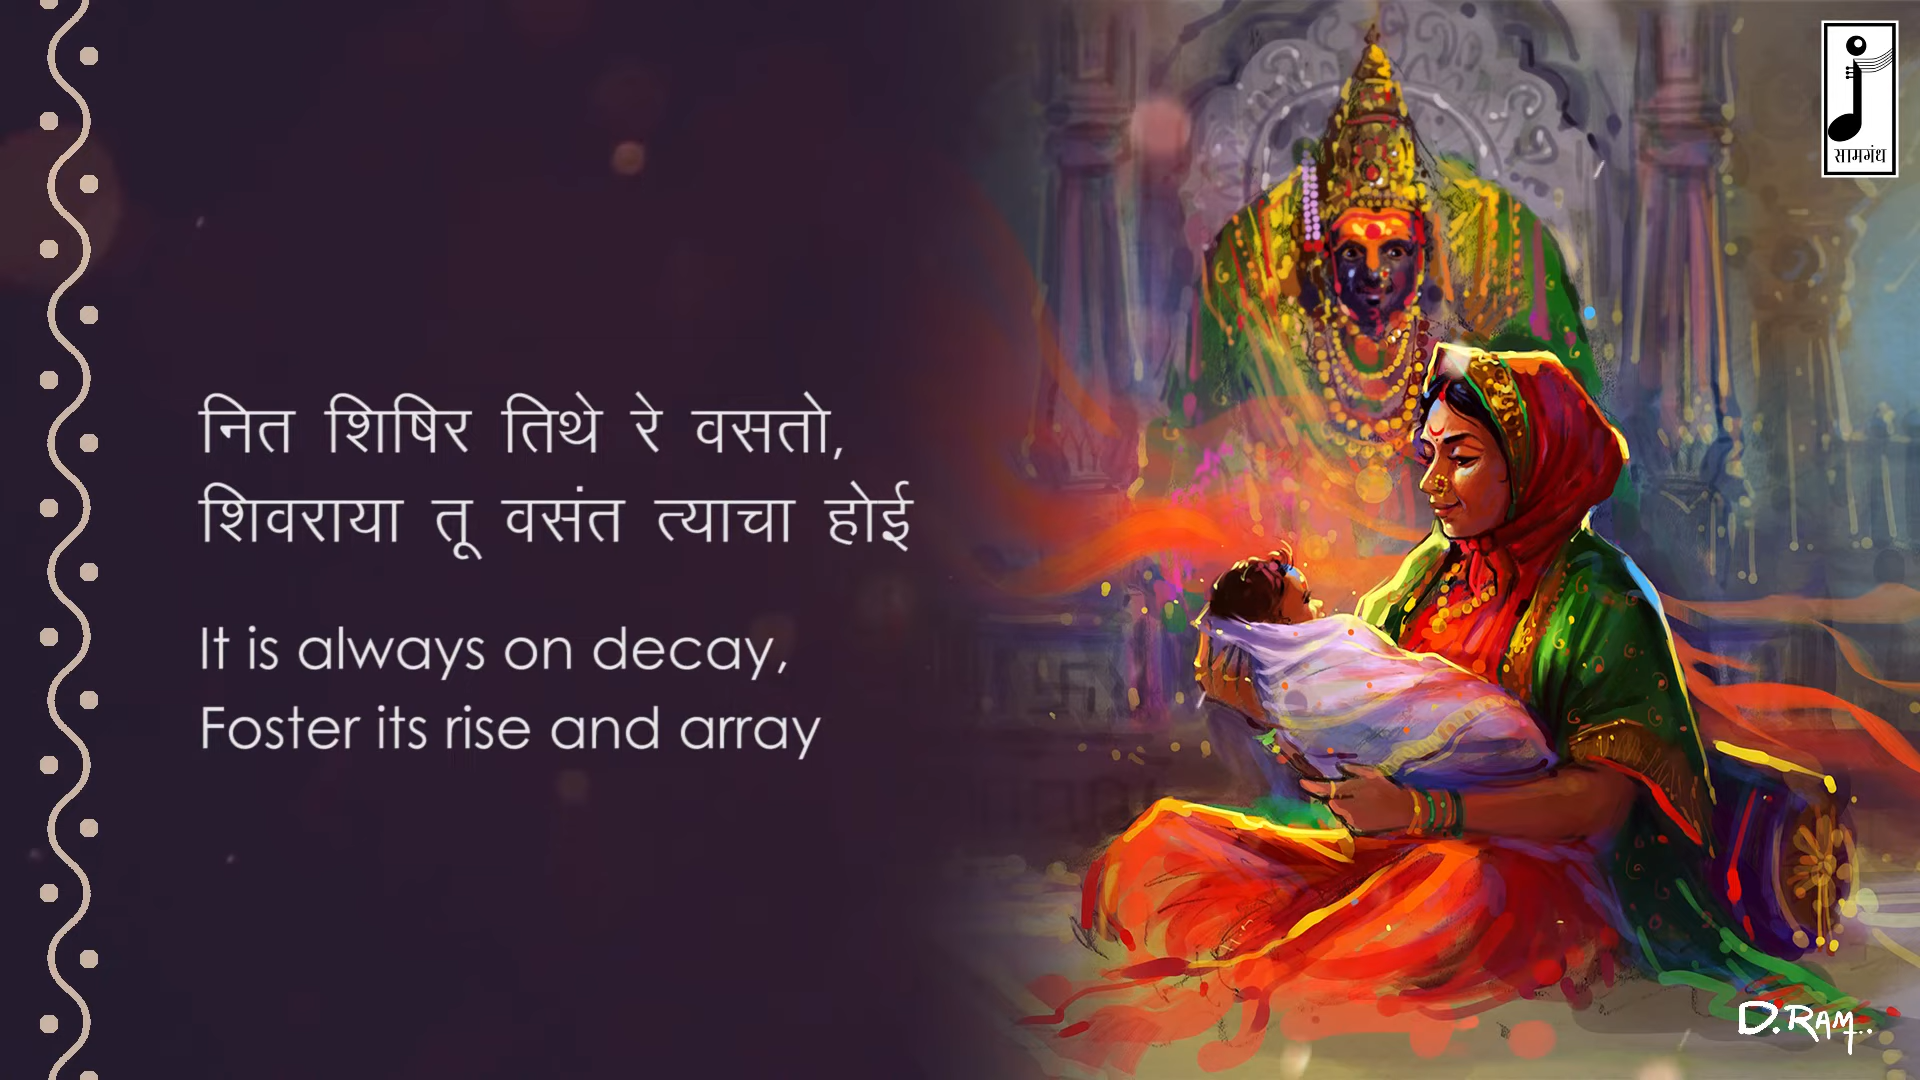 सामगंध
नित शिषिर तिथे रे वसतो,
शिवराया तू वसंत त्याचा होई
It is always on decay,
Foster its rise and array
D.RAM..